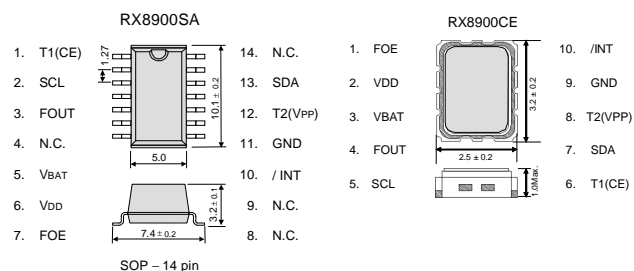 RX8900SA
1. T1(CE)
2. SCL
3. FOUT
4. N.C.
5. VBAT
6. VDD
7. FOE
1.27
10.1 ± 0.2
5.0
3.2 ± 0.1
7.4 ± 0.2
14. N.C.
13. SDA
12. T2(VPP)
11. GND
10. / INT
9. N.C.
8. N.C.
SOP – 14 pin
RX8900CE
1. FOE
2. VDD
3. VBAT
4. FOUT
5. SCL
3.2 ± 0.2
2.5 ± 0.2
1.0Max.
10. /INT
9. GND
8. T2(VPP)
7. SDA
6. T1(CE)